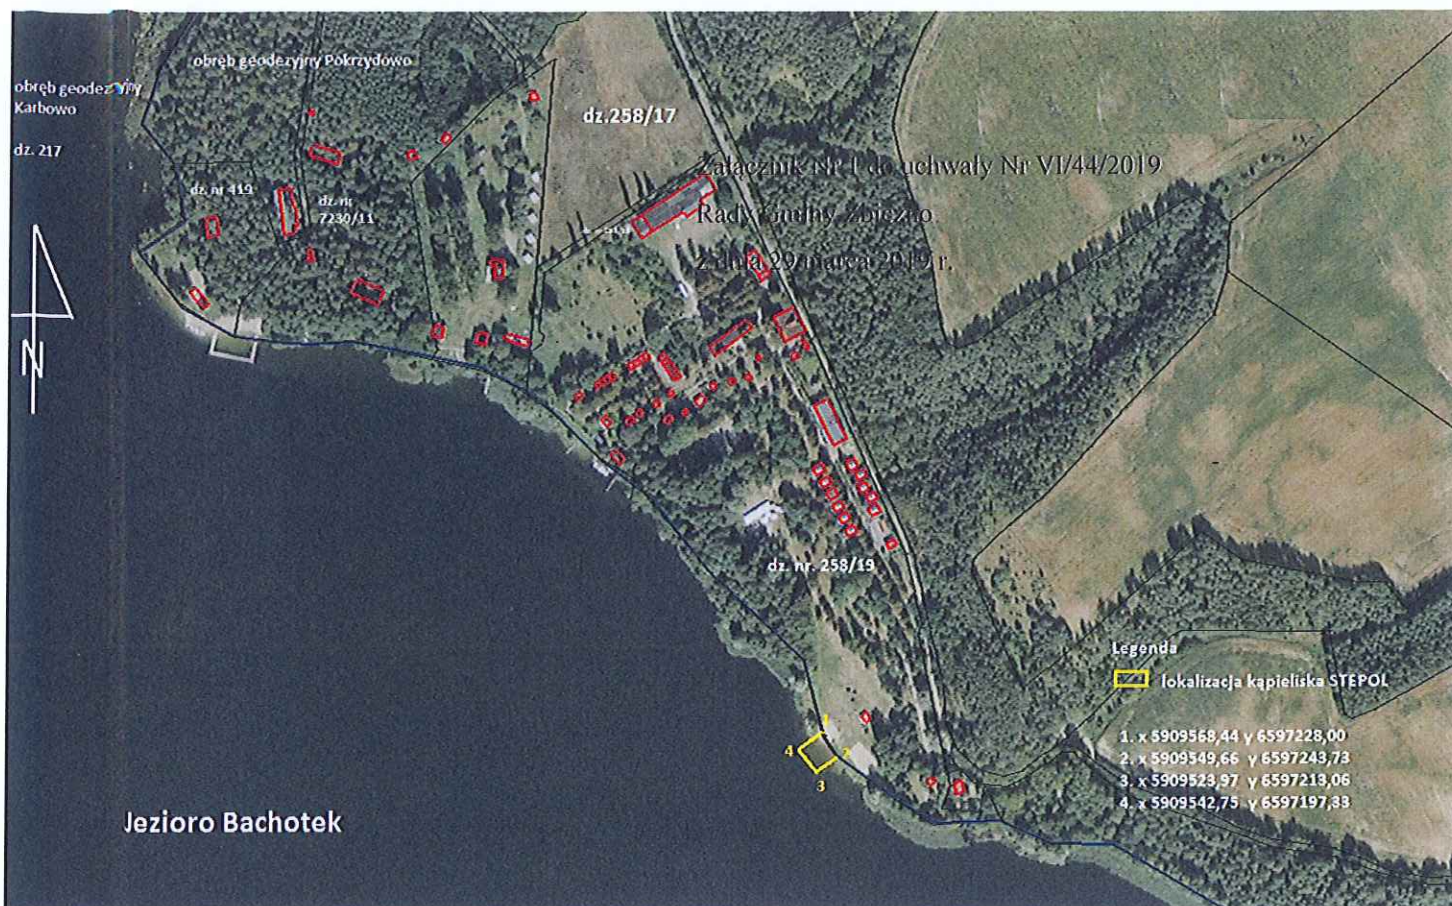 obręb geodezyjny Pokrzydowo
obręb geodezyjny
Karbowo
dz. 217
dz.258/17
Załącznik Nr 1 do uchwały Nr VI/44/2019
Rady Gminy Zbiczno
z dnia 29 marca 2019 r.
dz. nr 419
dz. nr
7230/11
N
dz. nr. 258/19
Legenda
lokalizacja kąpieliska STEPOL
1. x 5909568,44 y 6597228,00
2. x 5909549,66 y 6597243,73
3. x 5909523,97 y 6597213,06
4. x 5909542,75 y 6597197,33
1
4
2
3
Jezioro Bachotek